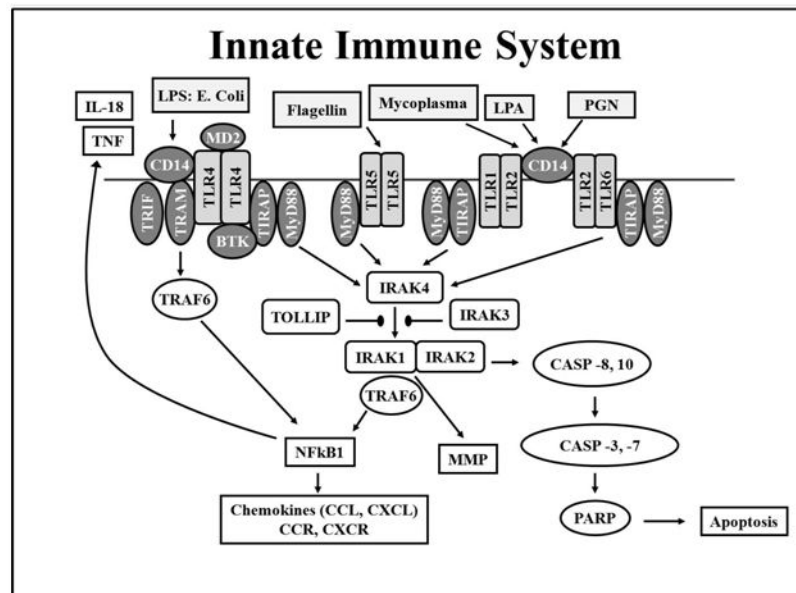 Innate Immune System
IL-18
LPS: E. Coli
TNF
Flagellin
Mycoplasma
LPA
PGN
MD2
CD14
TLR4
TLR4
TRIF
TRAM
BTK
TIRAP
MyD88
MyD88
TLR5
TLR5
MyD88
TIRAP
TLR1
TLR2
CD14
TLR2
TLR6
TIRAP
MyD88
TRAF6
IRAK4
TOLLIP
IRAK3
IRAK1
IRAK2
CASP -8, 10
TRAF6
NFkB1
MMP
CASP -3, -7
Chemokines (CCL, CXCL)
CCR, CXCR
PARP
Apoptosis